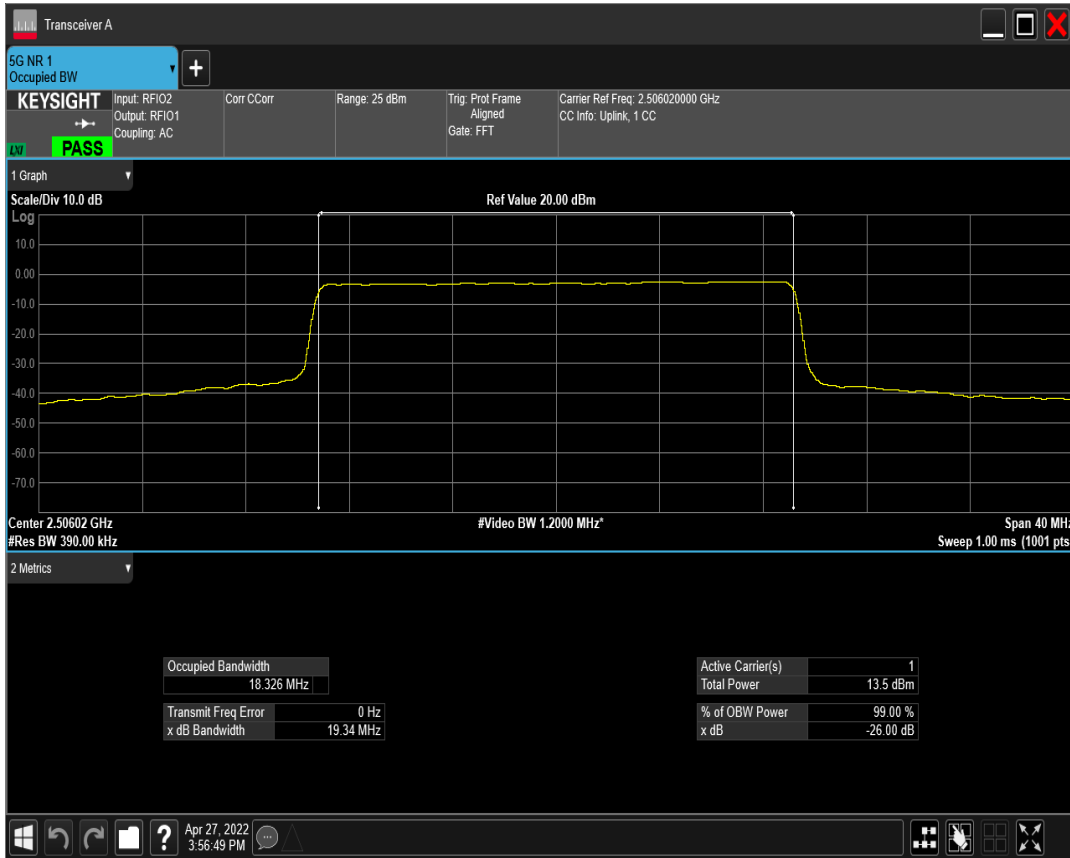 Transceiver A
5G NR 1
Occupied BW
KEYSIGHT
Input: RFIO2
Output: RFIO1
Coupling: AC
Corr CCorr
Range: 25 dBm
Trig: Prot Frame
Aligned
Gate: FFT
Carrier Ref Freq: 2.506020000 GHz
CC Info: Uplink, 1 CC
LXI
PASS
1 Graph
Scale/Div 10.0 dB
Ref Value 20.00 dBm
Log
10.0
0.00
-10.0
-20.0
-30.0
-40.0
-50.0
-60.0
-70.0
Center 2.50602 GHz
#Video BW 1.2000 MHz*
Span 40 MHz
#Res BW 390.00 kHz
Sweep 1.00 ms (1001 pts
2 Metrics
Occupied Bandwidth
18.326 MHz
Transmit Freq Error 0 Hz
x dB Bandwidth 19.34 MHz
Active Carrier(s) 1
Total Power 13.5 dBm
% of OBW Power 99.00 %
x dB -26.00 dB
?
Apr 27, 2022
3:56:49 PM